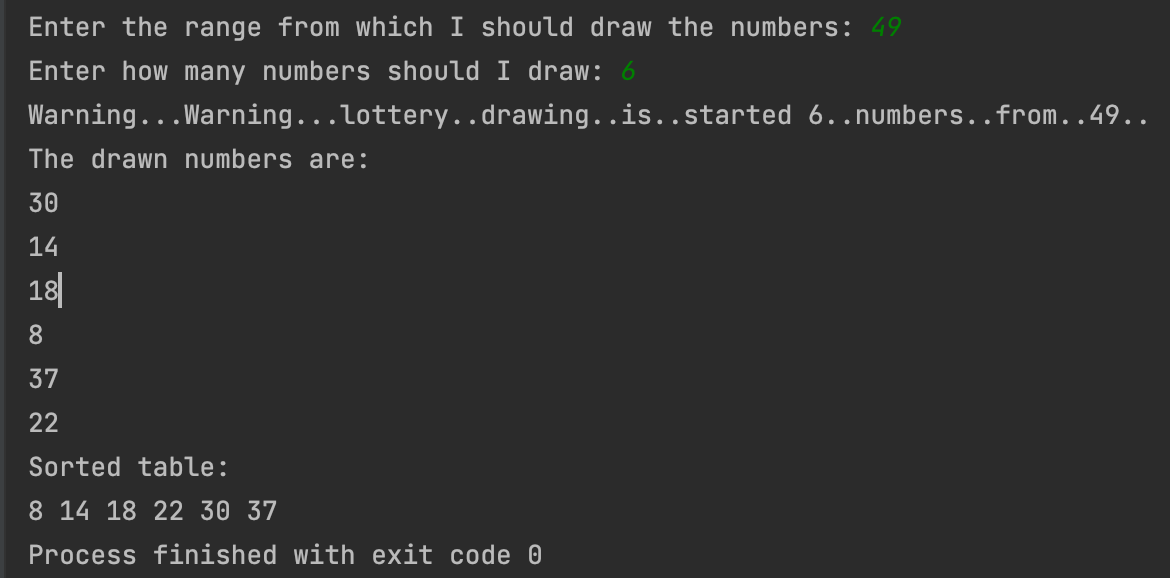 Enter the range from which I should draw the numbers: 49
Enter how many numbers should I draw: 6
Warning...Warning...lottery..drawing..is..started 6..numbers..from..49..
The drawn numbers are:
30
14
18
8
37
22
Sorted table:
8 14 18 22 30 37
Process finished with exit code 0